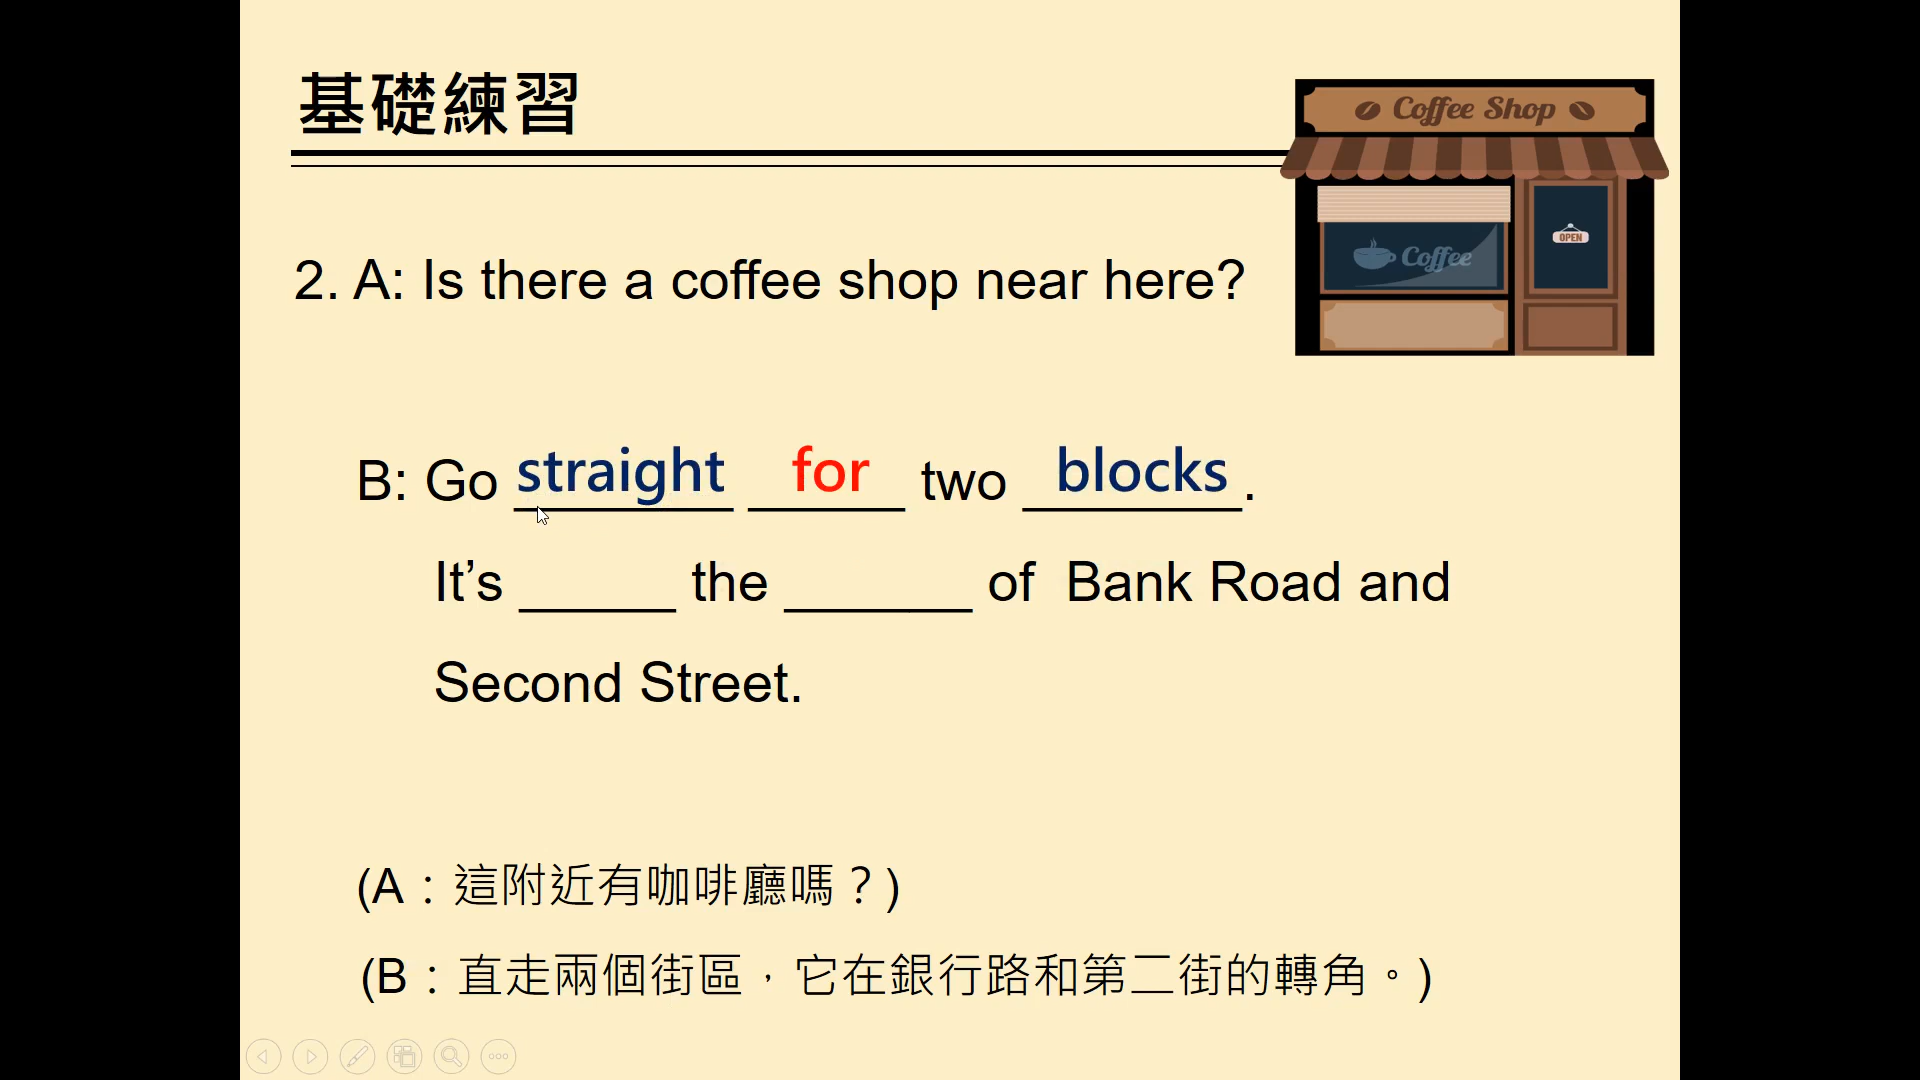 基礎練習
Coffee Shop
Coffee
OPEN
2. A: Is there a coffee shop near here?
B: Go straight for two blocks.
It’s _____ the ______ of Bank Road and
Second Street.
(A：這附近有咖啡廳嗎？)
(B：直走兩個街區，它在銀行路和第二街的轉角。)